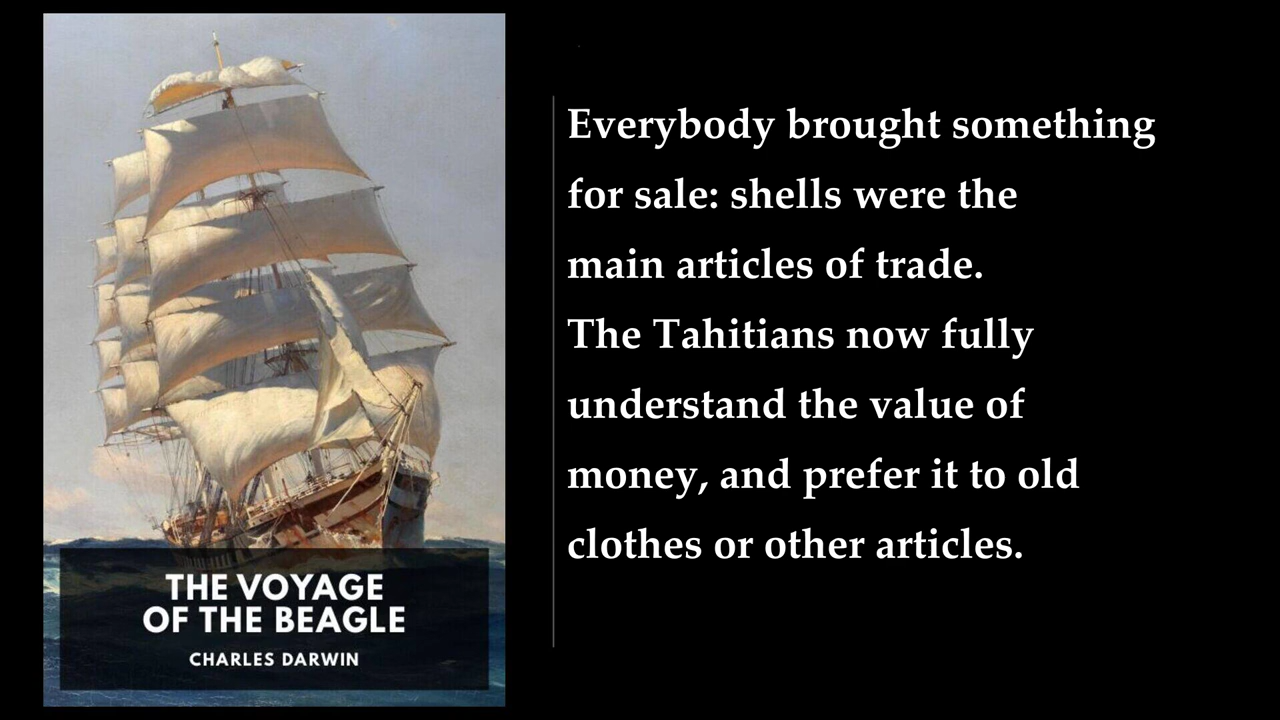 THE VOYAGE
OF THE BEAGLE
CHARLES DARWIN
Everybody brought something
for sale: shells were the
main articles of trade.
The Tahitians now fully
understand the value of
money, and prefer it to old
clothes or other articles.